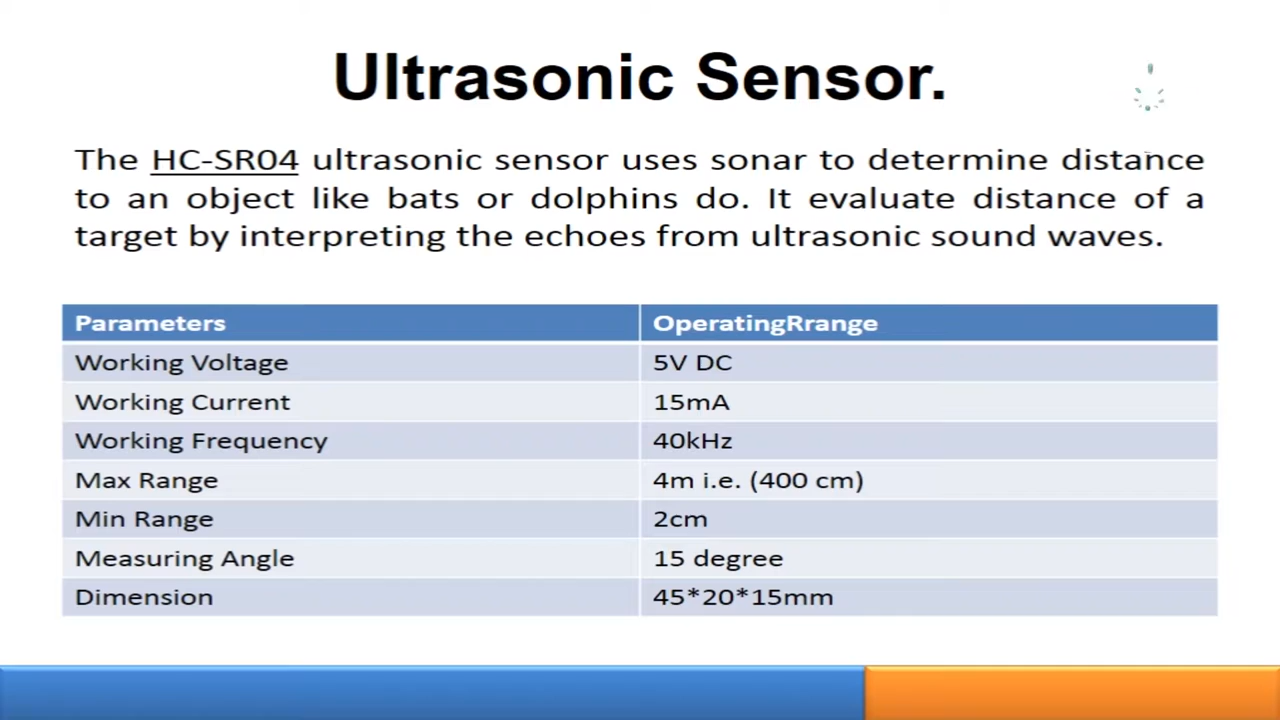 Ultrasonic Sensor.
The HC-SR04 ultrasonic sensor uses sonar to determine distance
to an object like bats or dolphins do. It evaluate distance of a
target by interpreting the echoes from ultrasonic sound waves.
Parameters OperatingRrange
Working Voltage 5V DC
Working Current 15mA
Working Frequency 40kHz
Max Range 4m i.e. (400 cm)
Min Range 2cm
Measuring Angle 15 degree
Dimension 45*20*15mm